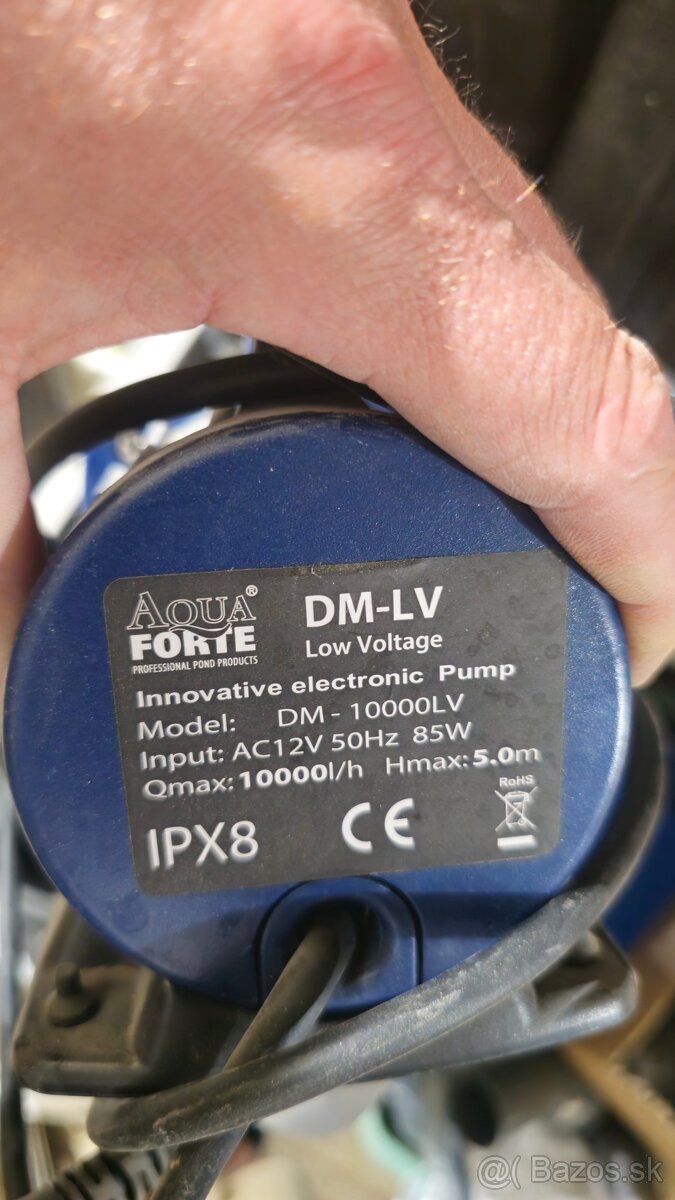 AQUA®
FORTE
PROFESSIONAL POND PRODUCTS
DM-LV
Low Voltage
Innovative electronic Pump
Model: DM - 10000LV
Input: AC12V 50Hz 85W
Qmax: 10000l/h Hmax: 5.0m
IPX8
CE
RoHS
@( Bazos.sk